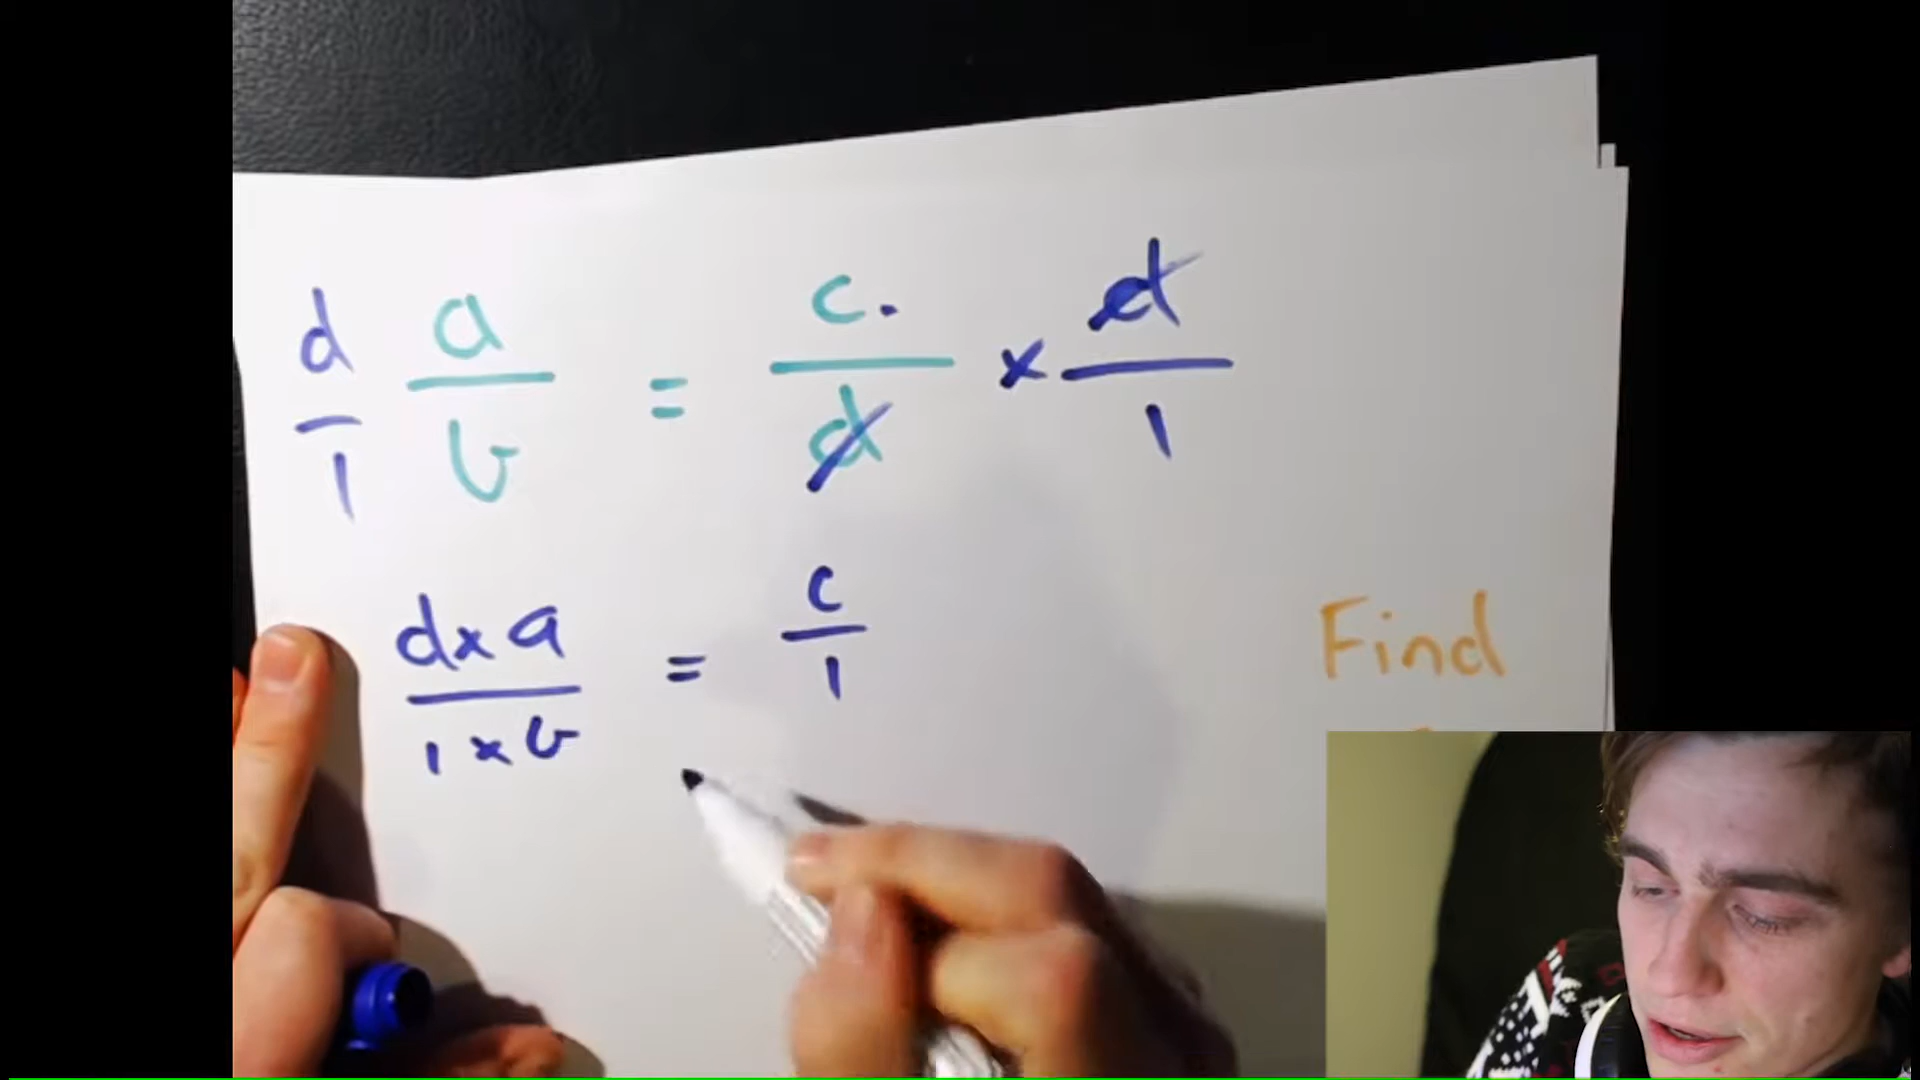 d/1 a/b = c·/d × d/1
d×a/1×b = c/1
Find